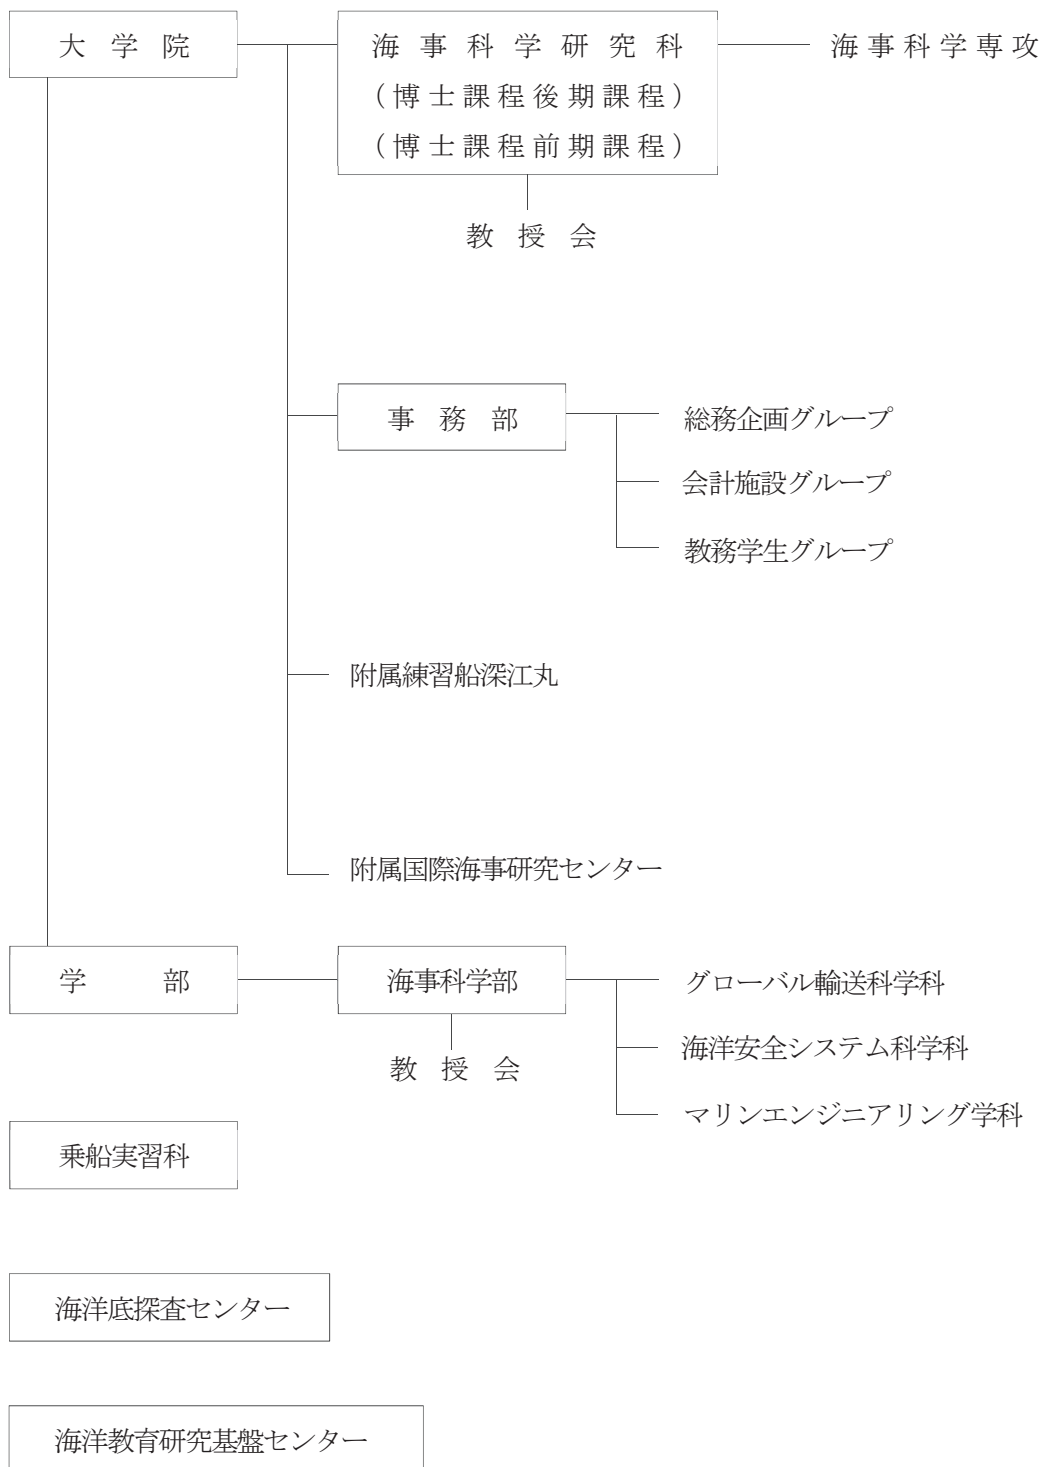 大学院
海事科学研究科
海事科学専攻
(博士課程後期課程)
(博士課程前期課程)
教授会
事務部
総務企画グループ
会計施設グループ
教務学生グループ
附属練習船深江丸
附属国際海事研究センター
学部
海事科学部
グローバル輸送科学科
海洋安全システム科学科
教授会
マリンエンジニアリング学科
乗船実習科
海洋底探査センター
海洋教育研究基盤センター